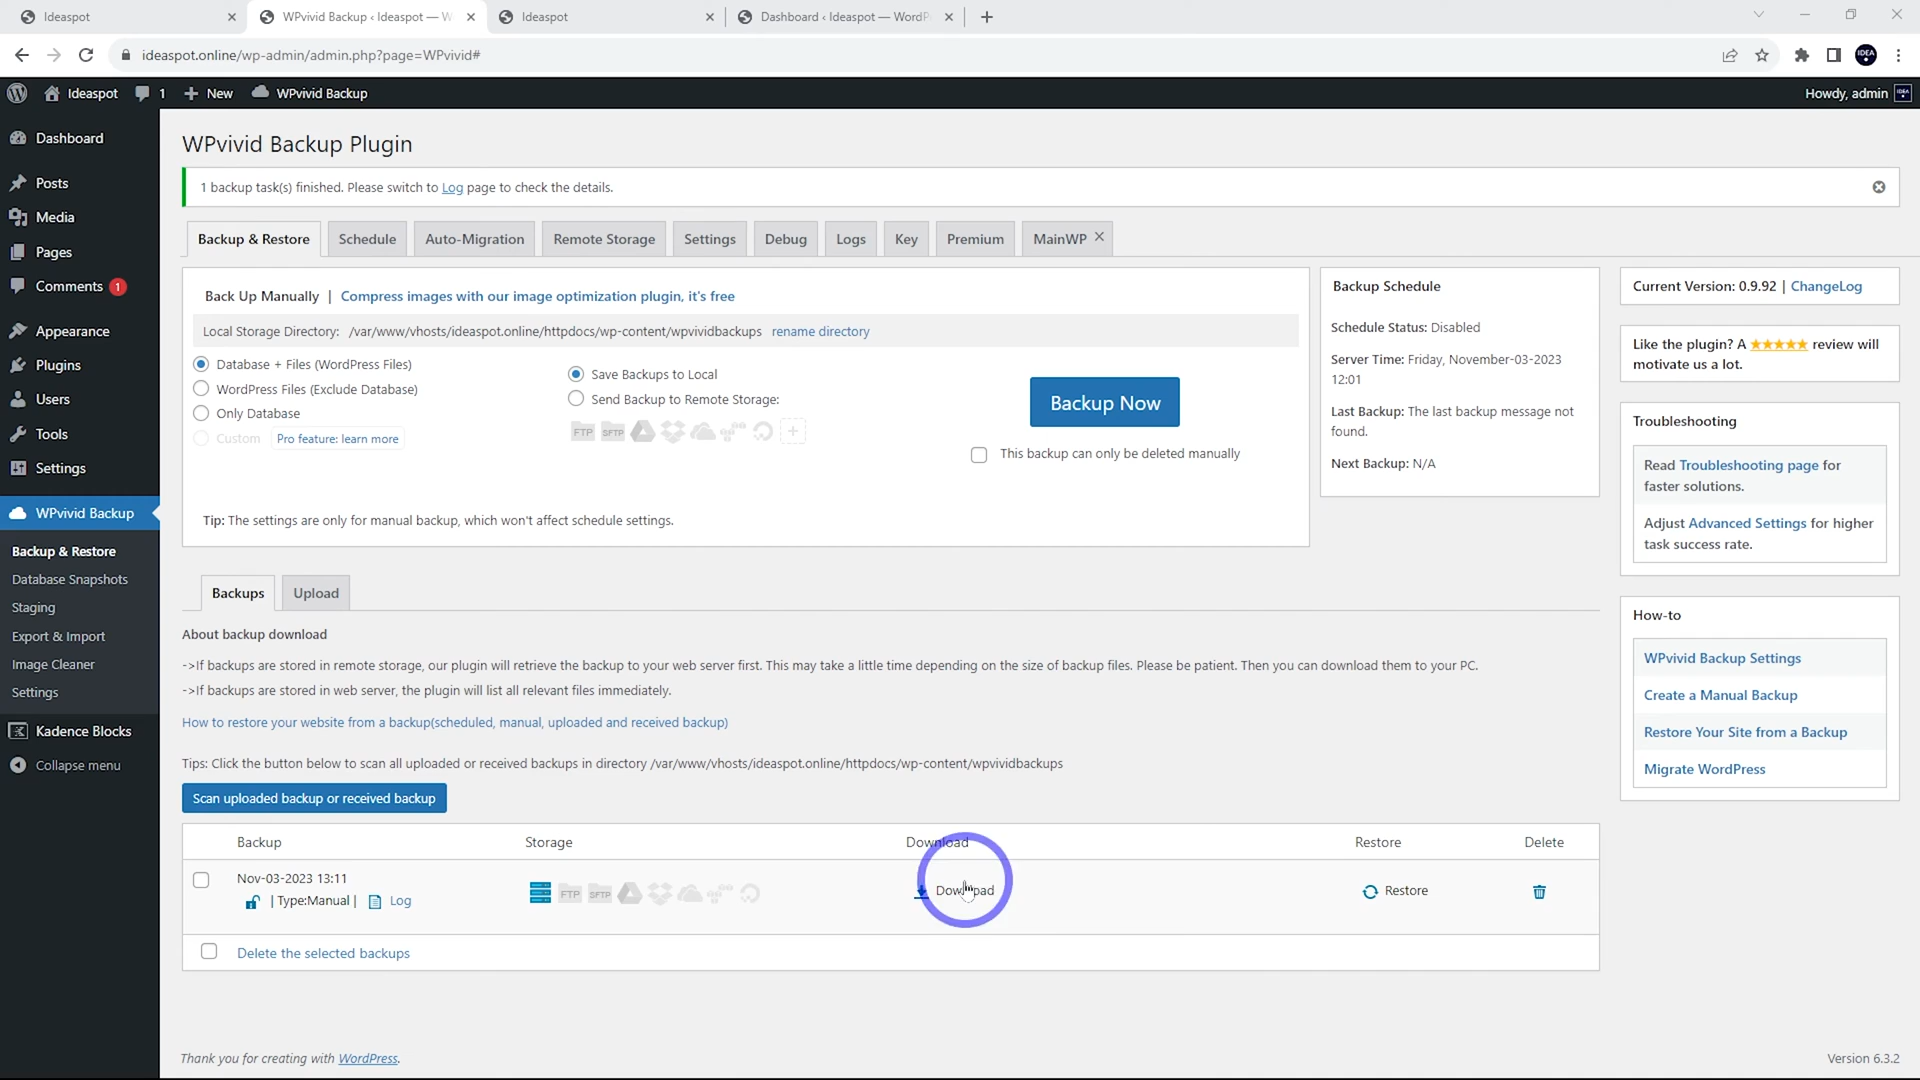 Ideaspot
WPvivid Backup ‹ Ideaspot — W
Ideaspot
Dashboard ‹ Ideaspot — WordP
ideaspot.online/wp-admin/admin.php?page=WPvivid#
IDEA
Ideaspot
1
New
WPvivid Backup
Howdy, admin
Dashboard
Posts
Media
Pages
Comments 1
Appearance
Plugins
Users
Tools
Settings
WPvivid Backup
Backup & Restore
Database Snapshots
Staging
Export & Import
Image Cleaner
Settings
Kadence Blocks
Collapse menu
WPvivid Backup Plugin
1 backup task(s) finished. Please switch to Log page to check the details.
Backup & Restore
Schedule
Auto-Migration
Remote Storage
Settings
Debug
Logs
Key
Premium
MainWP
Back Up Manually | Compress images with our image optimization plugin, it's free
Local Storage Directory: /var/www/vhosts/ideaspot.online/httpdocs/wp-content/wpvividbackups rename directory
Database + Files (WordPress Files)
WordPress Files (Exclude Database)
Only Database
Custom Pro feature: learn more
Save Backups to Local
Send Backup to Remote Storage:
FTP SFTP
Backup Now
This backup can only be deleted manually
Tip: The settings are only for manual backup, which won't affect schedule settings.
Backup Schedule
Schedule Status: Disabled
Server Time: Friday, November-03-2023
12:01
Last Backup: The last backup message not
found.
Next Backup: N/A
Current Version: 0.9.92 | ChangeLog
Like the plugin? A ★★★★★ review will
motivate us a lot.
Troubleshooting
Read Troubleshooting page for
faster solutions.
Adjust Advanced Settings for higher
task success rate.
How-to
WPvivid Backup Settings
Create a Manual Backup
Restore Your Site from a Backup
Migrate WordPress
Backups
Upload
About backup download
->If backups are stored in remote storage, our plugin will retrieve the backup to your web server first. This may take a little time depending on the size of backup files. Please be patient. Then you can download them to your PC.
->If backups are stored in web server, the plugin will list all relevant files immediately.
How to restore your website from a backup(scheduled, manual, uploaded and received backup)
Tips: Click the button below to scan all uploaded or received backups in directory /var/www/vhosts/ideaspot.online/httpdocs/wp-content/wpvividbackups
Scan uploaded backup or received backup
Backup
Storage
Download
Restore
Delete
Nov-03-2023 13:11
| Type:Manual | Log
FTP SFTP
Download
Restore
Delete the selected backups
Thank you for creating with WordPress.
Version 6.3.2